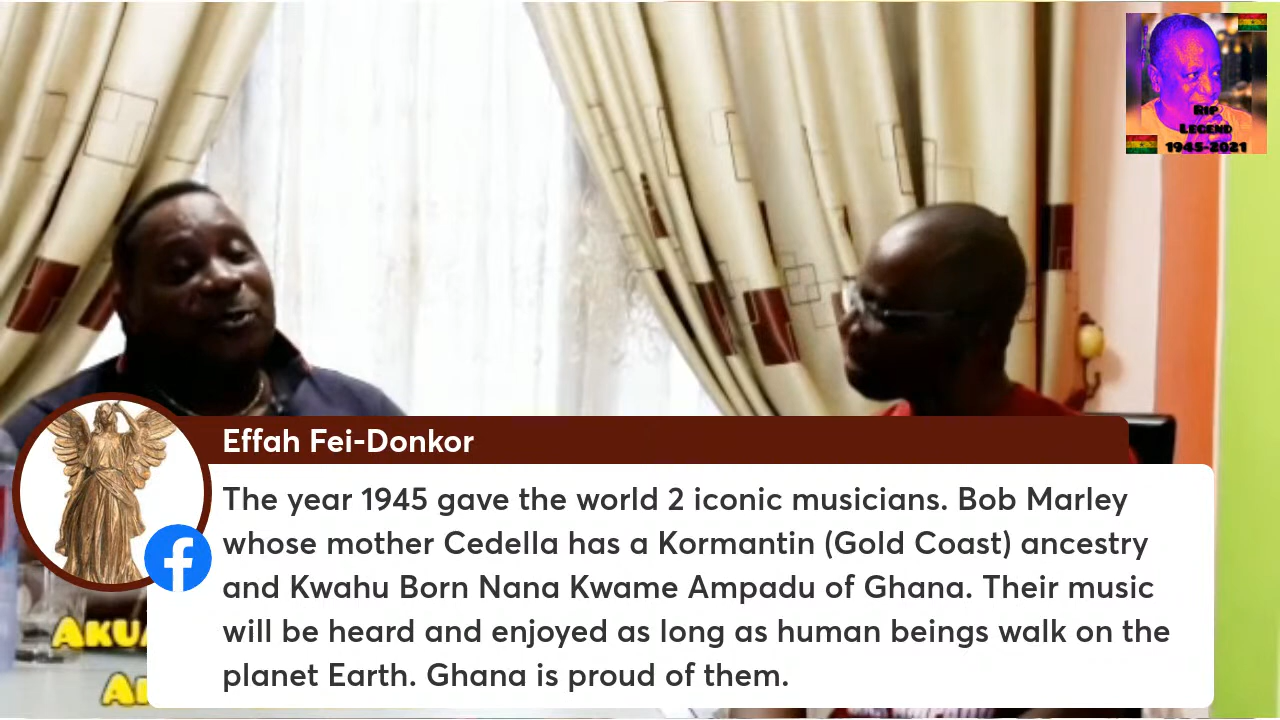 RIP
LEGEND
1945-2021
Effah Fei-Donkor
The year 1945 gave the world 2 iconic musicians. Bob Marley
whose mother Cedella has a Kormantin (Gold Coast) ancestry
and Kwahu Born Nana Kwame Ampadu of Ghana. Their music
will be heard and enjoyed as long as human beings walk on the
planet Earth. Ghana is proud of them.